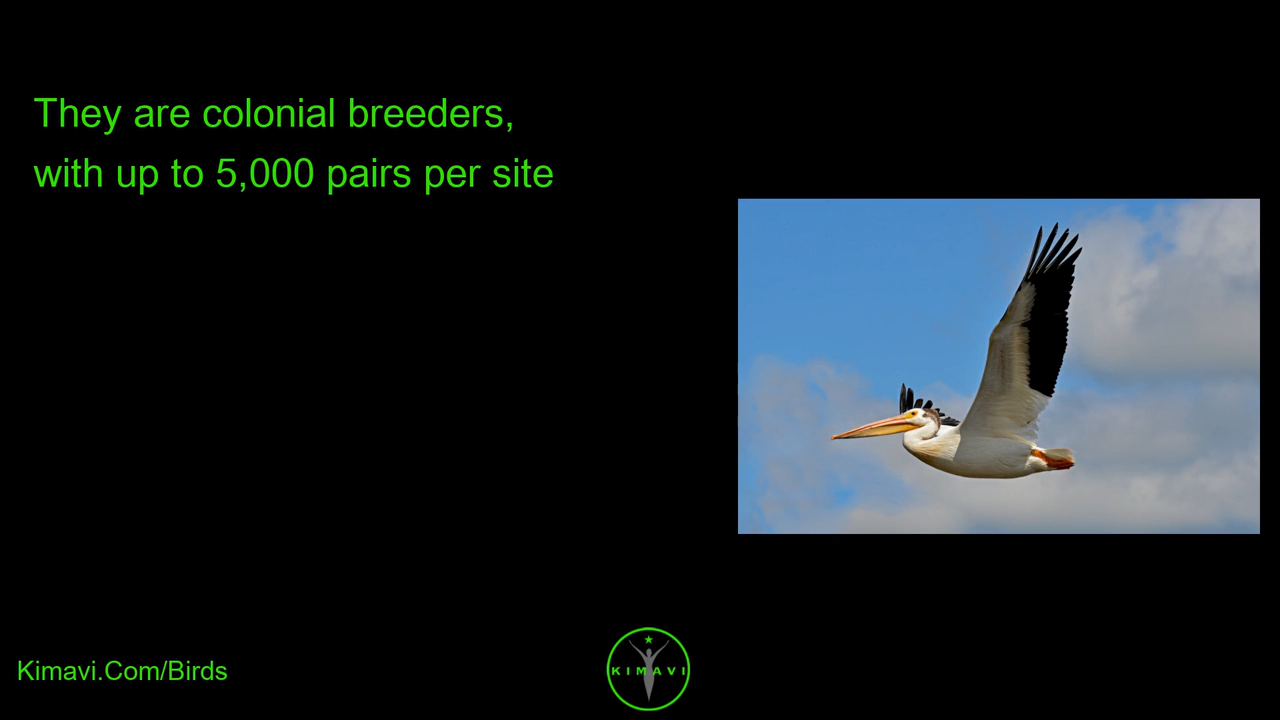 They are colonial breeders,
with up to 5,000 pairs per site
Kimavi.Com/Birds
KIMAVI